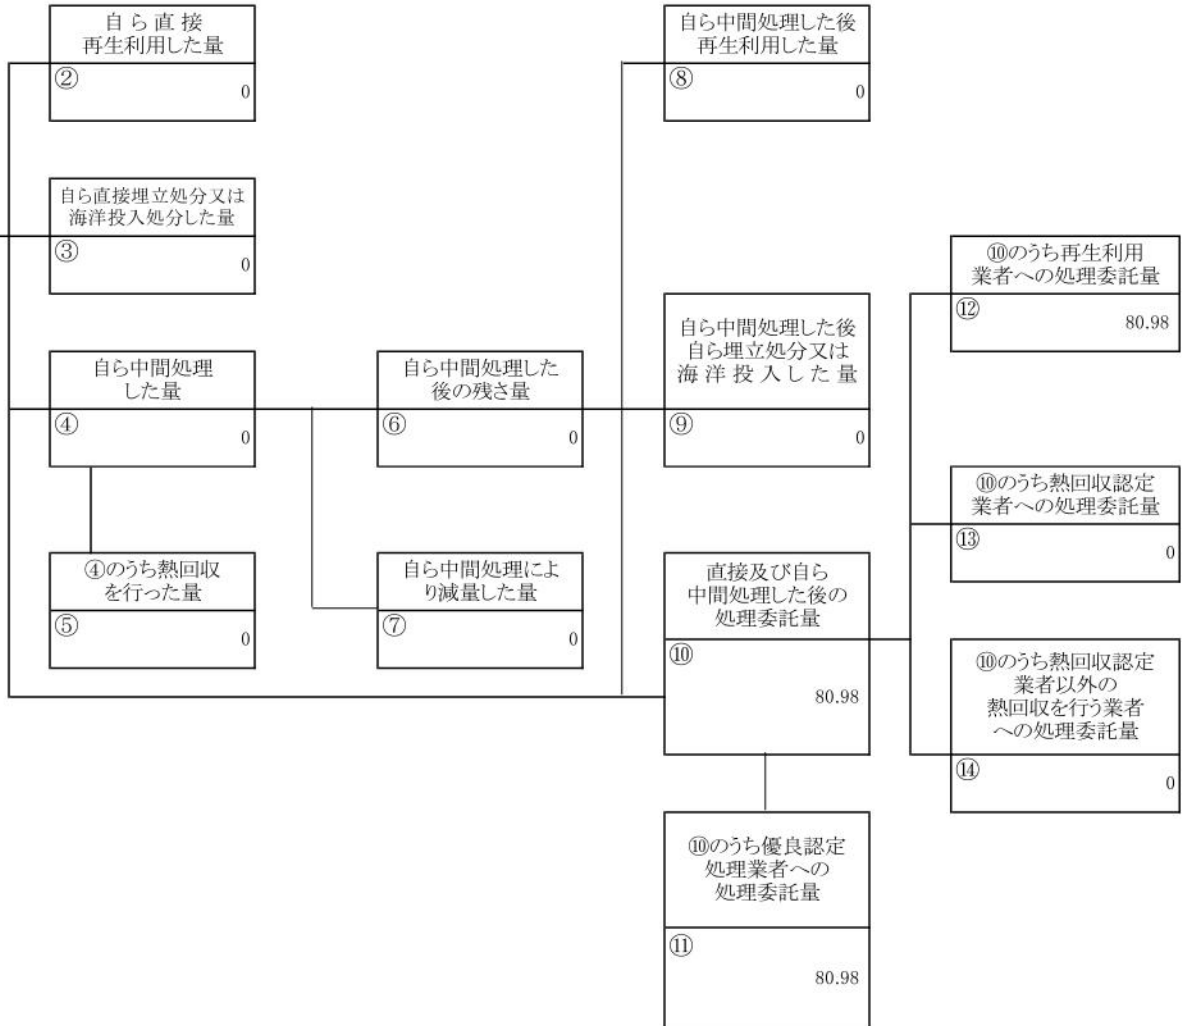 自ら直接
再生利用した量
②
0
自ら中間処理した後
再生利用した量
⑧
0
自ら直接埋立処分又は
海洋投入処分した量
③
0
⑩のうち再生利用
業者への処理委託量
⑫
80.98
自ら中間処理した後
自ら埋立処分又は
海洋投入した量
⑨
0
自ら中間処理
した量
④
0
自ら中間処理した
後の残さ量
⑥
0
⑩のうち熱回収認定
業者への処理委託量
⑬
0
④のうち熱回収
を行った量
⑤
0
自ら中間処理によ
り減量した量
⑦
0
直接及び自ら
中間処理した後の
処理委託量
⑩
80.98
⑩のうち熱回収認定
業者以外の
熱回収を行う業者
への処理委託量
⑭
0
⑩のうち優良認定
処理業者への
処理委託量
⑪
80.98